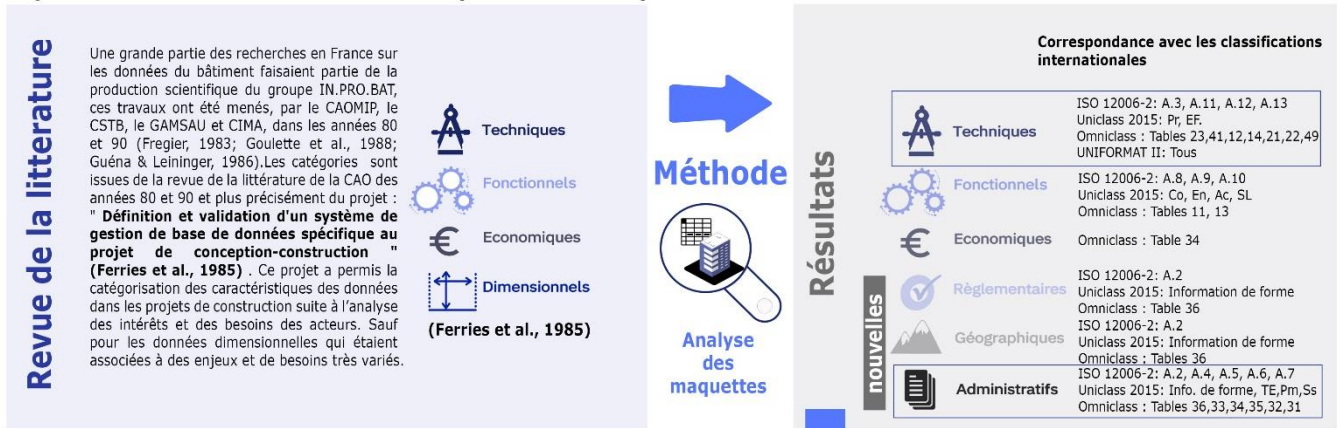 Revue de la litterature
Une grande partie des recherches en France sur
les données du bâtiment faisaient partie de la
production scientifique du groupe IN.PRO.BAT,
ces travaux ont été menés, par le CAOMIP, le
CSTB, le GAMSAU et CIMA, dans les années 80
et 90 (Fregier, 1983; Goulette et al., 1988;
Guéna & Leininger, 1986).Les catégories sont
issues de la revue de la littérature de la CAO des
années 80 et 90 et plus précisément du projet :
" Définition et validation d'un système de
gestion de base de données spécifique au
projet de conception-construction "
(Ferries et al., 1985) . Ce projet a permis la
catégorisation des caractéristiques des données
dans les projets de construction suite à l'analyse
des intérêts et des besoins des acteurs. Sauf
pour les données dimensionnelles qui étaient
associées à des enjeux et de besoins très variés.
Techniques
Fonctionnels
€ Economiques
Dimensionnels
(Ferries et al., 1985)
Méthode
Analyse
des
maquettes
Résultats
Correspondance avec les classifications
internationales
Techniques
ISO 12006-2: A.3, A.11, A.12, A.13
Uniclass 2015: Pr, EF.
Omniclass : Tables 23,41,12,14,21,22,49
UNIFORMAT II: Tous
Fonctionnels
ISO 12006-2: A.8, A.9, A.10
Uniclass 2015: Co, En, Ac, SL
Omniclass : Tables 11, 13
€ Economiques
Omniclass : Table 34
nouvelles
Règlementaires
ISO 12006-2: A.2
Uniclass 2015: Information de forme
Omniclass : Table 36
Géographiques
ISO 12006-2: A.2
Uniclass 2015: Information de forme
Omniclass : Tables 36
Administratifs
ISO 12006-2: A.2, A.4, A.5, A.6, A.7
Uniclass 2015: Info. de forme, TE,Pm,Ss
Omniclass : Tables 36,33,34,35,32,31